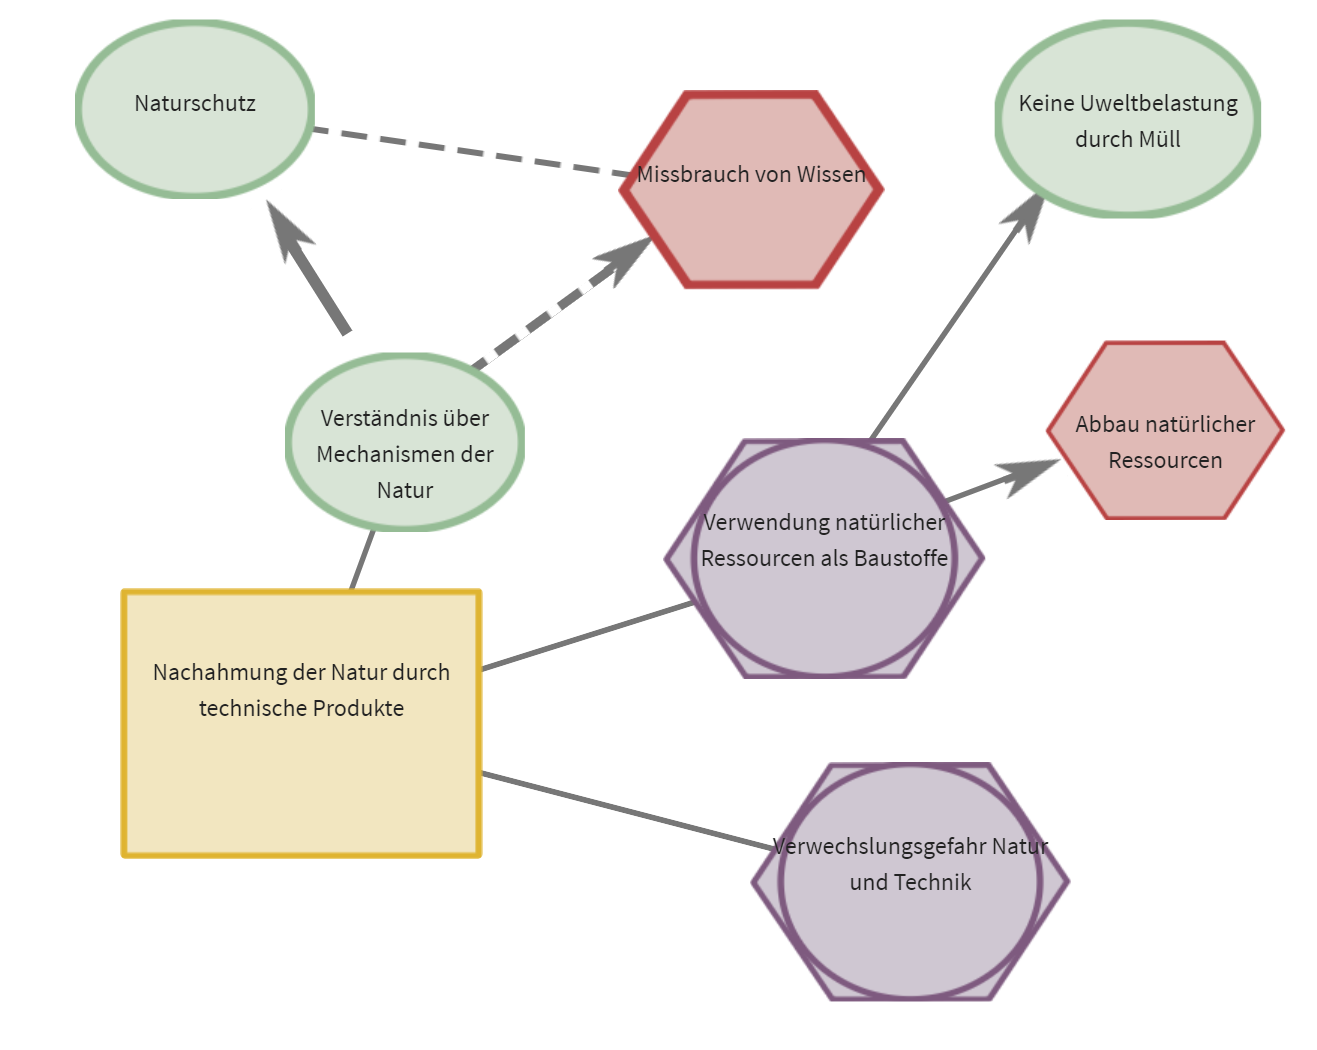 Naturschutz
Missbrauch von Wissen
Keine Uweltbelastung
durch Müll
Verständnis über
Mechanismen der
Natur
Abbau natürlicher
Ressourcen
Verwendung natürlicher
Ressourcen als Baustoffe
Nachahmung der Natur durch
technische Produkte
Verwechslungsgefahr Natur
und Technik